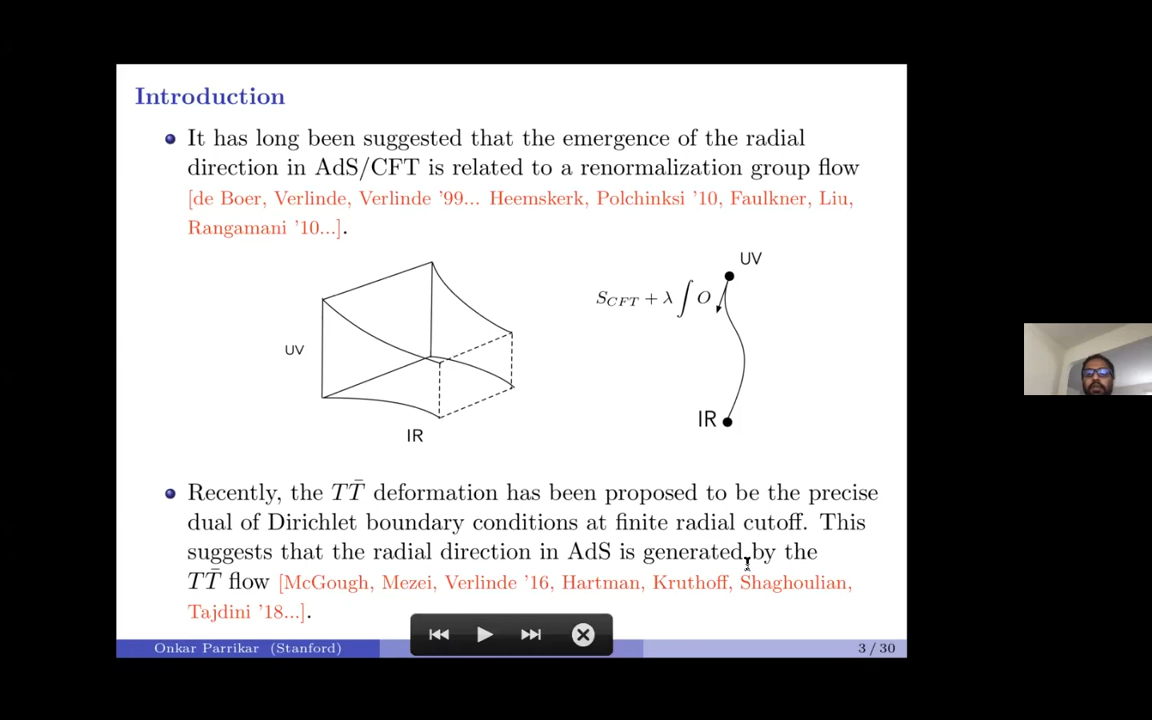 Introduction
It has long been suggested that the emergence of the radial
direction in AdS/CFT is related to a renormalization group flow
[de Boer, Verlinde, Verlinde '99... Heemskerk, Polchinksi '10, Faulkner, Liu,
Rangamani '10...].
UV
UV
S_{CFT} + λ ∫ O
IR
IR
Recently, the T\bar{T} deformation has been proposed to be the precise
dual of Dirichlet boundary conditions at finite radial cutoff. This
suggests that the radial direction in AdS is generated by the
T\bar{T} flow [McGough, Mezei, Verlinde '16, Hartman, Kruthoff, Shaghoulian,
Tajdini '18...].
Onkar Parrikar (Stanford)
3 / 30